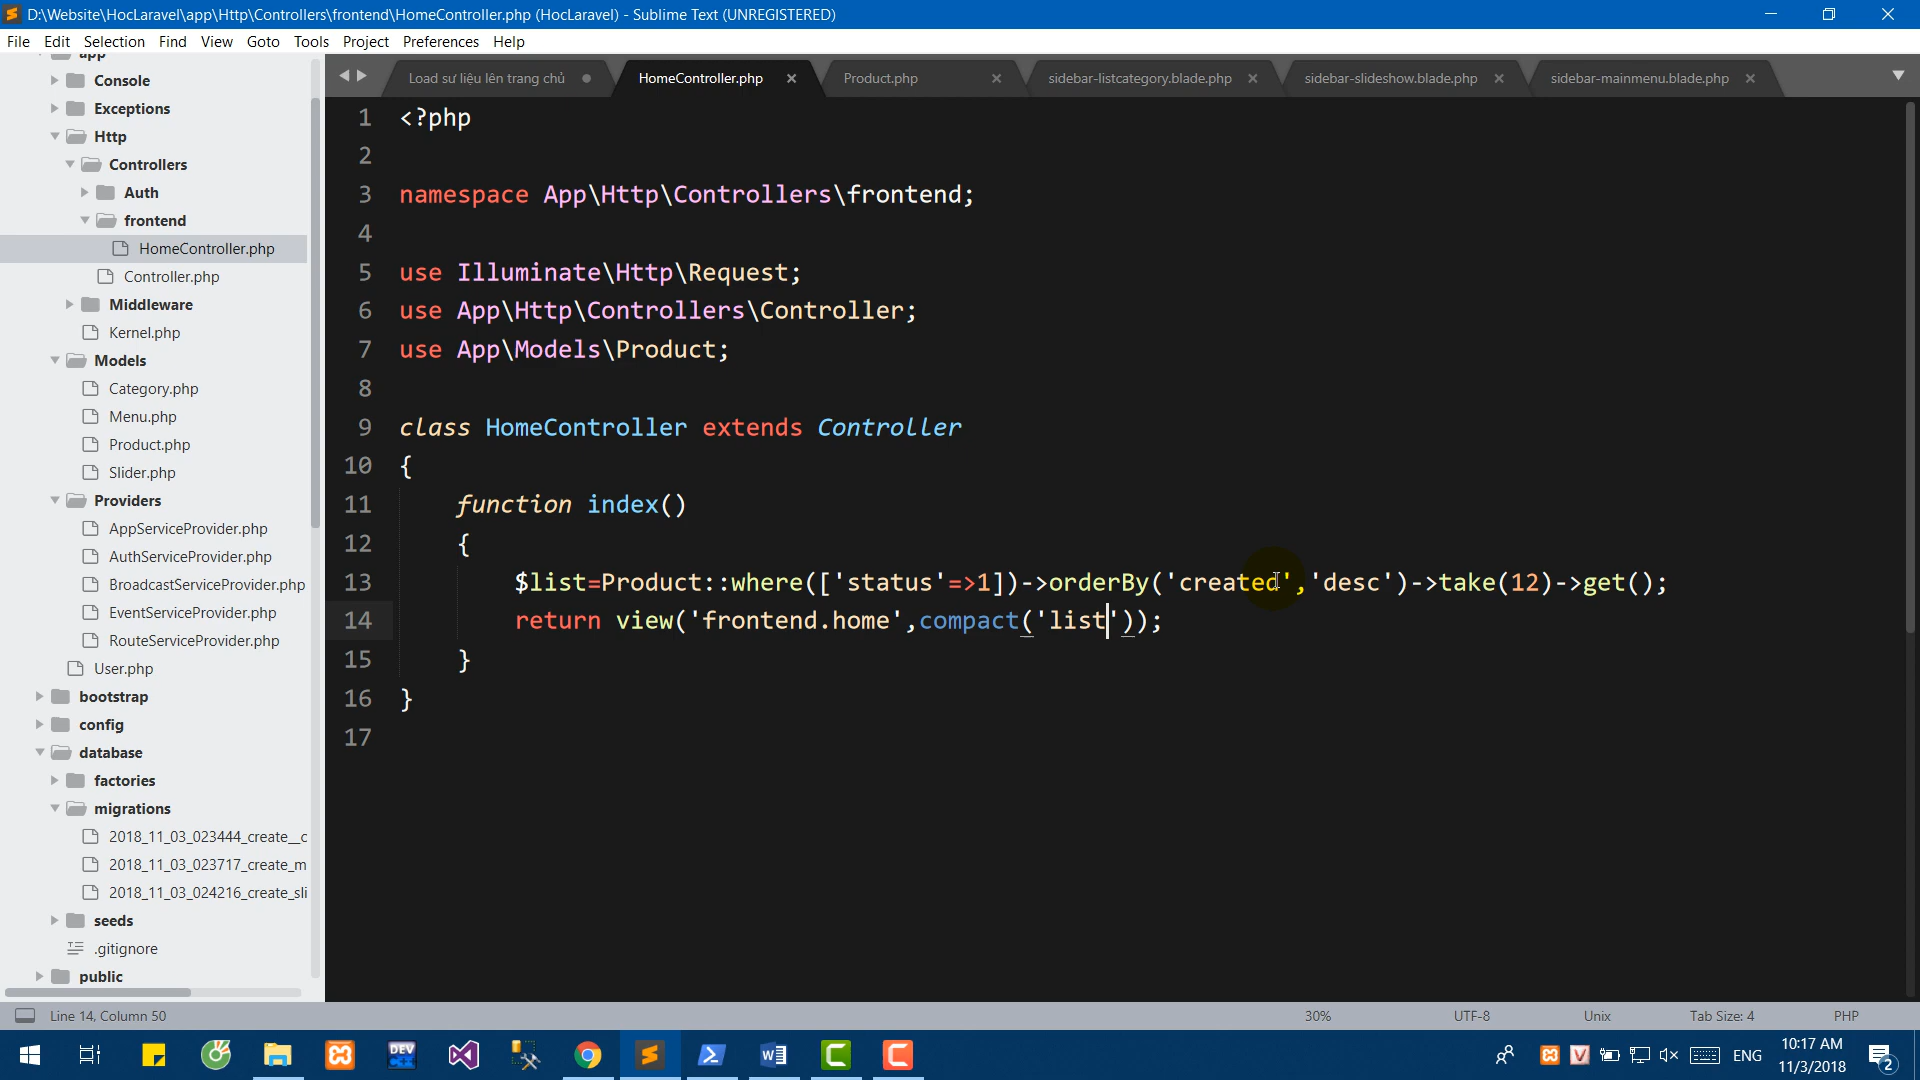 D:\Website\HocLaravel\app\Http\Controllers\frontend\HomeController.php (HocLaravel) - Sublime Text (UNREGISTERED)
File Edit Selection Find View Goto Tools Project Preferences Help
app
Console
Exceptions
Http
Controllers
Auth
frontend
HomeController.php
Controller.php
Middleware
Kernel.php
Models
Category.php
Menu.php
Product.php
Slider.php
Providers
AppServiceProvider.php
AuthServiceProvider.php
BroadcastServiceProvider.php
EventServiceProvider.php
RouteServiceProvider.php
User.php
bootstrap
config
database
factories
migrations
2018_11_03_023444_create__c
2018_11_03_023717_create_m
2018_11_03_024216_create_sli
seeds
.gitignore
public
Load sư liệu lên trang chủ HomeController.php Product.php sidebar-listcategory.blade.php sidebar-slideshow.blade.php sidebar-mainmenu.blade.php
1 <?php
2
3 namespace App\Http\Controllers\frontend;
4
5 use Illuminate\Http\Request;
6 use App\Http\Controllers\Controller;
7 use App\Models\Product;
8
9 class HomeController extends Controller
10 {
11 function index()
12 {
13 $list=Product::where(['status'=>1])->orderBy('created','desc')->take(12)->get();
14 return view('frontend.home',compact('list'));
15 }
16 }
17
Line 14, Column 50 30% UTF-8 Unix Tab Size: 4 PHP
DEV
ENG
10:17 AM
11/3/2018
2